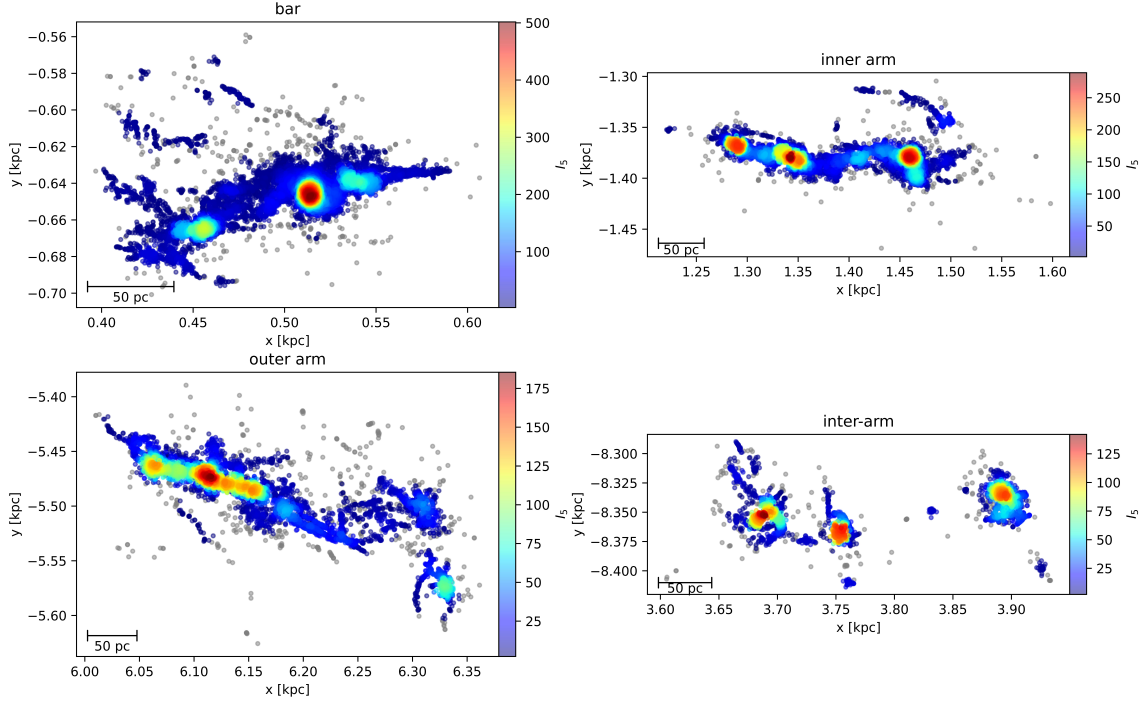 bar
y [kpc]
−0.56
−0.58
−0.60
−0.62
−0.64
−0.66
−0.68
−0.70
50 pc
0.40 0.45 0.50 0.55 0.60
x [kpc]
500
400
300
200
100
I5
inner arm
y [kpc]
−1.30
−1.35
−1.40
−1.45
50 pc
1.25 1.30 1.35 1.40 1.45 1.50 1.55 1.60
x [kpc]
250
200
150
100
50
I5
outer arm
y [kpc]
−5.40
−5.45
−5.50
−5.55
−5.60
50 pc
6.00 6.05 6.10 6.15 6.20 6.25 6.30 6.35
x [kpc]
175
150
125
100
75
50
25
I5
inter-arm
y [kpc]
−8.300
−8.325
−8.350
−8.375
−8.400
50 pc
3.60 3.65 3.70 3.75 3.80 3.85 3.90
x [kpc]
125
100
75
50
25
I5